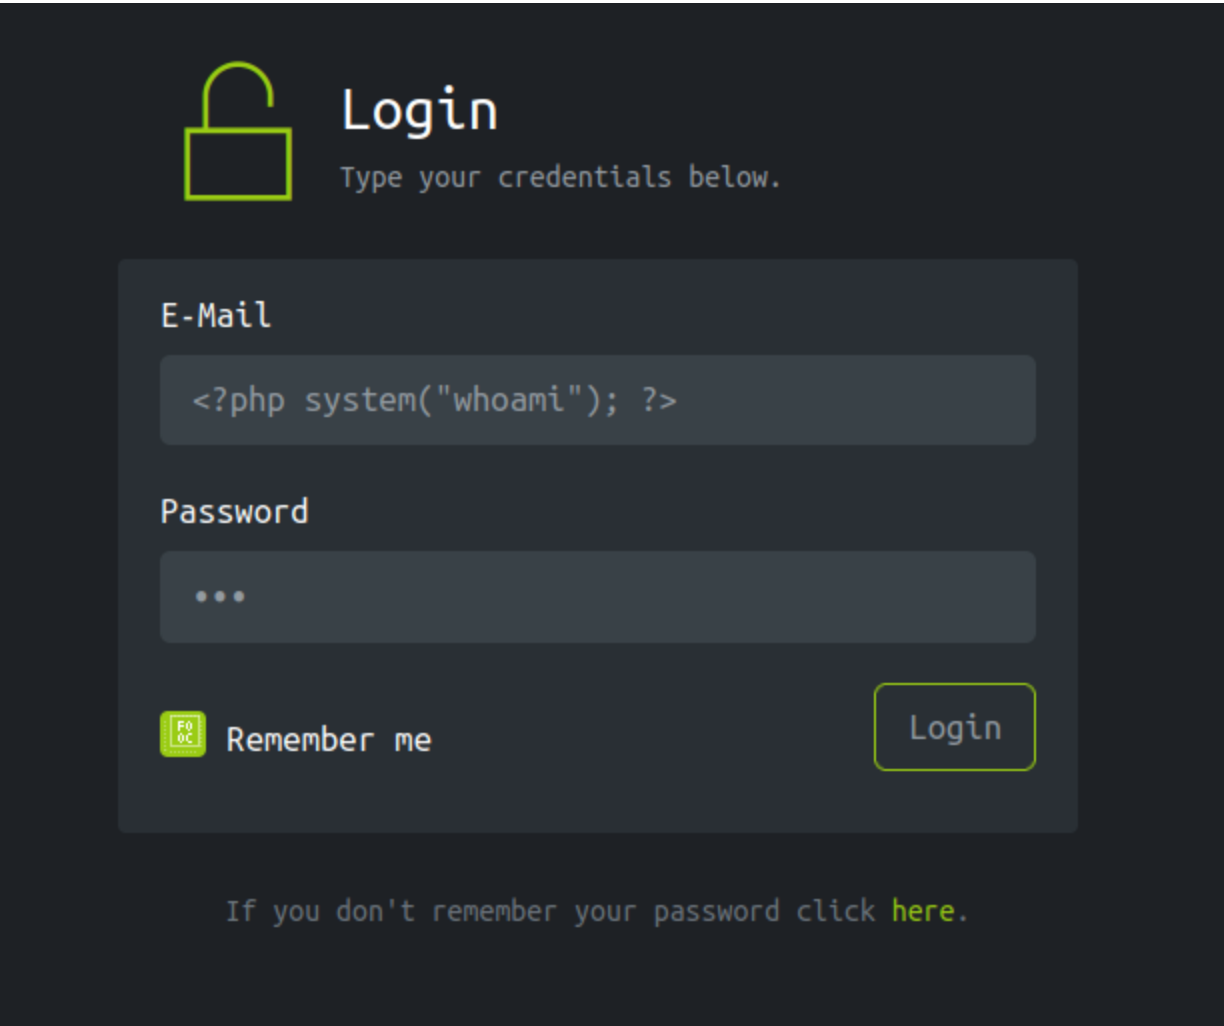 Login
Type your credentials below.
E-Mail
<?php system("whoami"); ?>
Password
•••
Remember me
Login
If you don't remember your password click here.